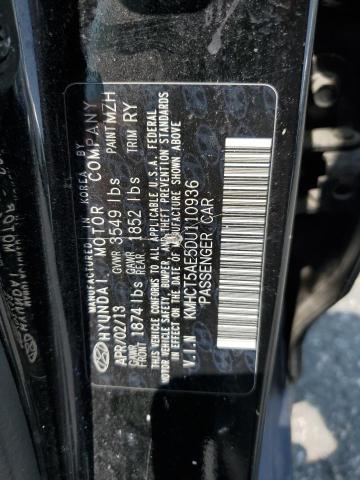 MANUFACTURED IN KOREA BY
HYUNDAI MOTOR COMPANY
APR/02/13 GVWR 3549 lbs PAINT MZH
GAWR FRONT 1874 lbs GAWR REAR 1852 lbs TRIM RY
THIS VEHICLE CONFORMS TO ALL APPLICABLE U.S.A. FEDERAL
MOTOR VEHICLE SAFETY, BUMPER, AND THEFT PREVENTION
STANDARDS IN EFFECT ON THE DATE OF MANUFACTURE SHOWN ABOVE
V.I.N KMHCT5AE5DU110936
PASSENGER CAR